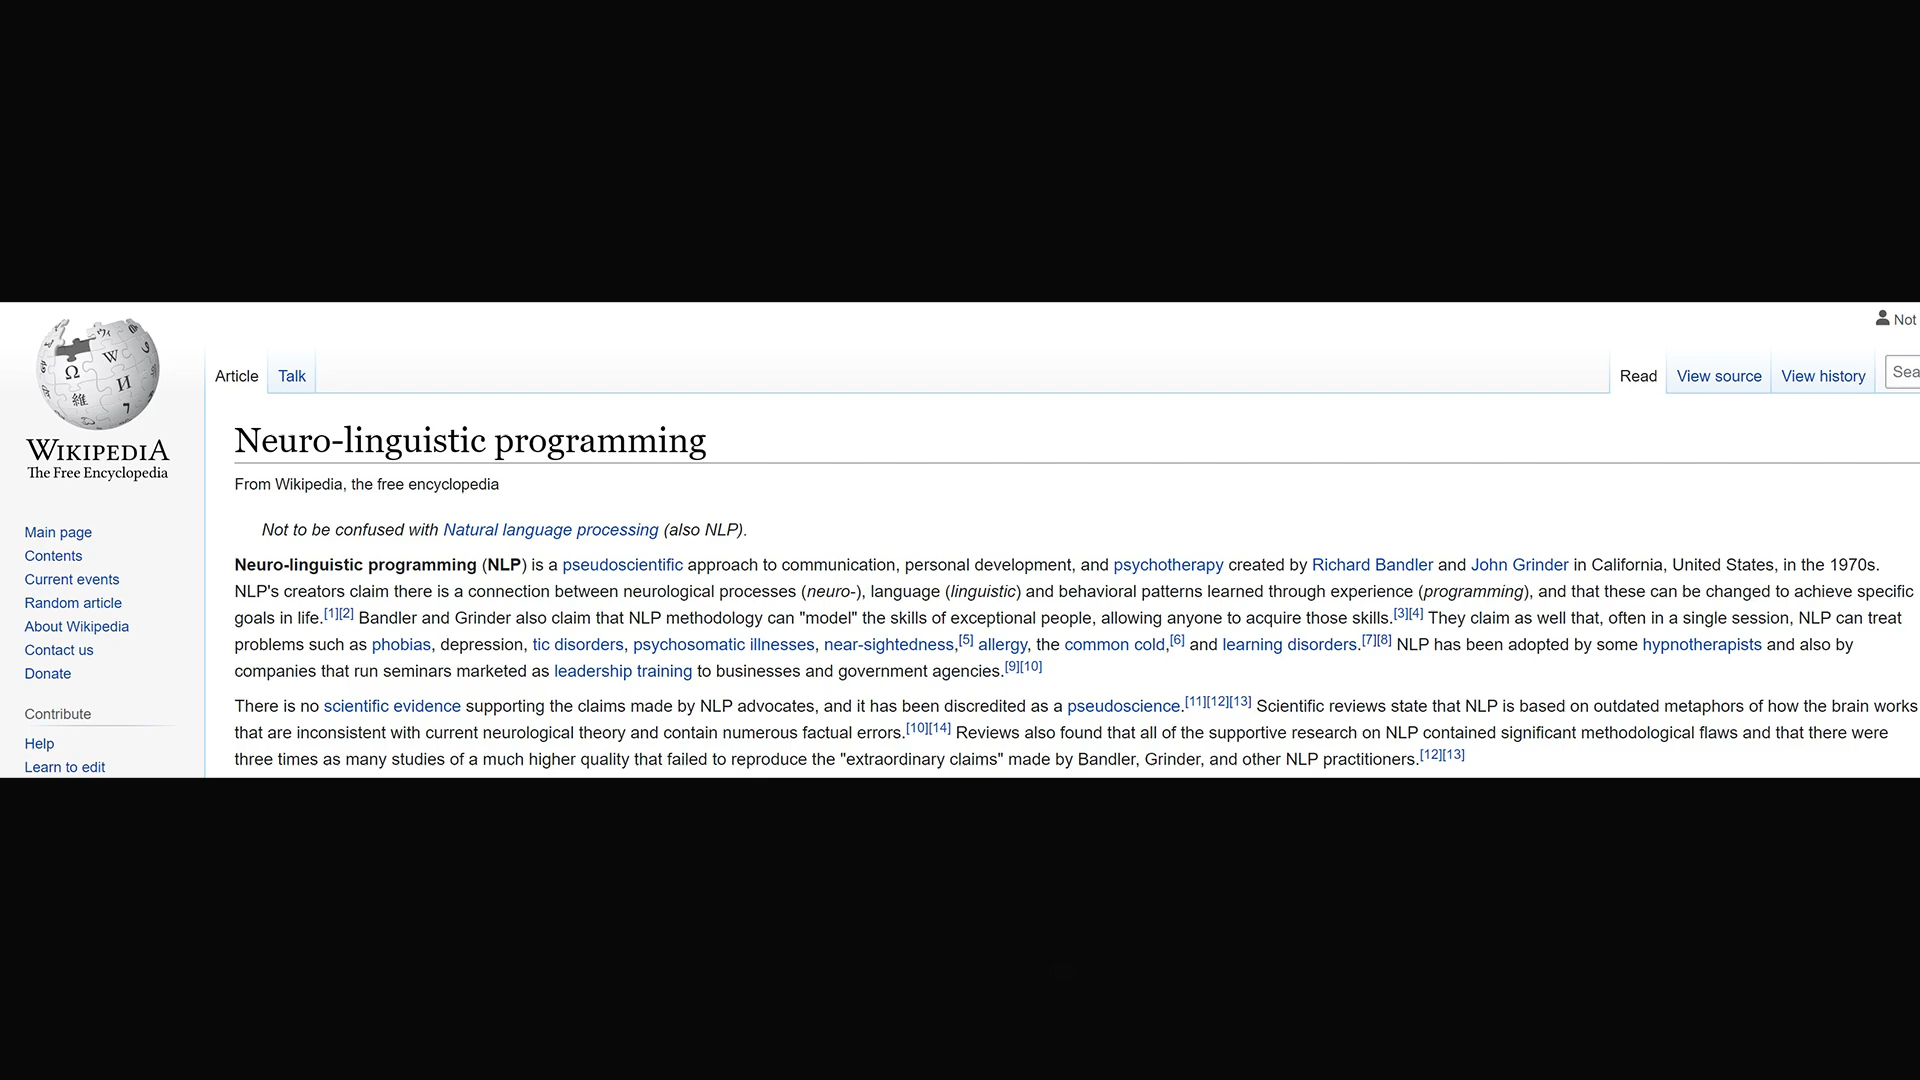 Not
Article Talk Read View source View history Sea
WIKIPEDIA
The Free Encyclopedia
Neuro-linguistic programming
From Wikipedia, the free encyclopedia
Not to be confused with Natural language processing (also NLP).
Neuro-linguistic programming (NLP) is a pseudoscientific approach to communication, personal development, and psychotherapy created by Richard Bandler and John Grinder in California, United States, in the 1970s.
NLP's creators claim there is a connection between neurological processes (neuro-), language (linguistic) and behavioral patterns learned through experience (programming), and that these can be changed to achieve specific
goals in life.[1][2] Bandler and Grinder also claim that NLP methodology can "model" the skills of exceptional people, allowing anyone to acquire those skills.[3][4] They claim as well that, often in a single session, NLP can treat
problems such as phobias, depression, tic disorders, psychosomatic illnesses, near-sightedness,[5] allergy, the common cold,[6] and learning disorders.[7][8] NLP has been adopted by some hypnotherapists and also by
companies that run seminars marketed as leadership training to businesses and government agencies.[9][10]
There is no scientific evidence supporting the claims made by NLP advocates, and it has been discredited as a pseudoscience.[11][12][13] Scientific reviews state that NLP is based on outdated metaphors of how the brain works
that are inconsistent with current neurological theory and contain numerous factual errors.[10][14] Reviews also found that all of the supportive research on NLP contained significant methodological flaws and that there were
three times as many studies of a much higher quality that failed to reproduce the "extraordinary claims" made by Bandler, Grinder, and other NLP practitioners.[12][13]
Main page
Contents
Current events
Random article
About Wikipedia
Contact us
Donate
Contribute
Help
Learn to edit